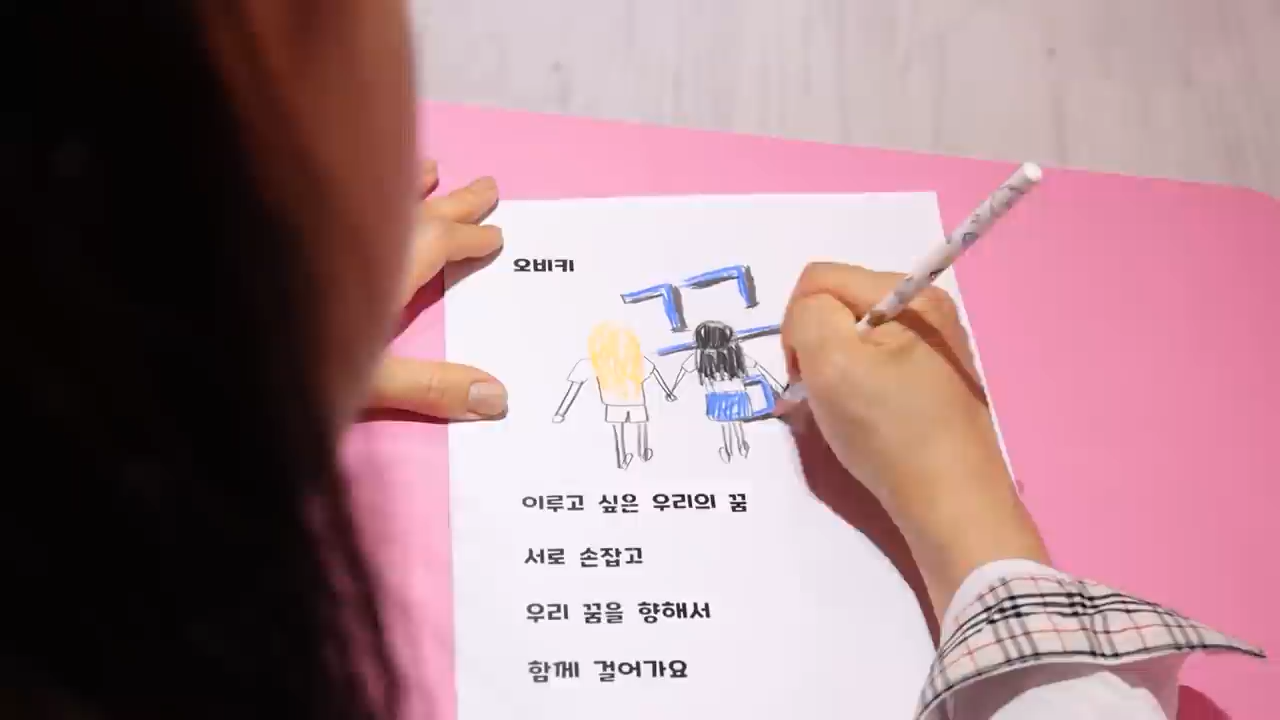 오비키
꿈
이루고 싶은 우리의 꿈
서로 손잡고
우리 꿈을 향해서
함께 걸어가요